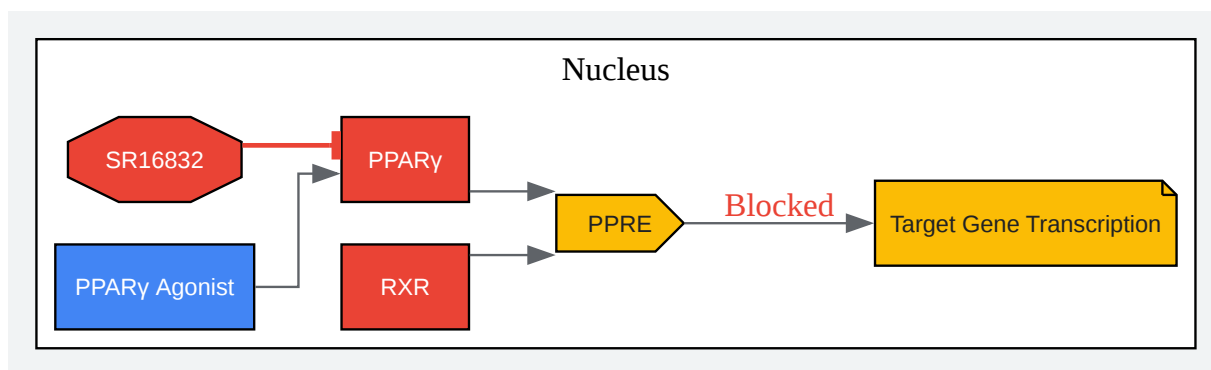 Nucleus
SR16832
PPARγ
PPARγ Agonist
RXR
PPRE
Blocked
Target Gene Transcription